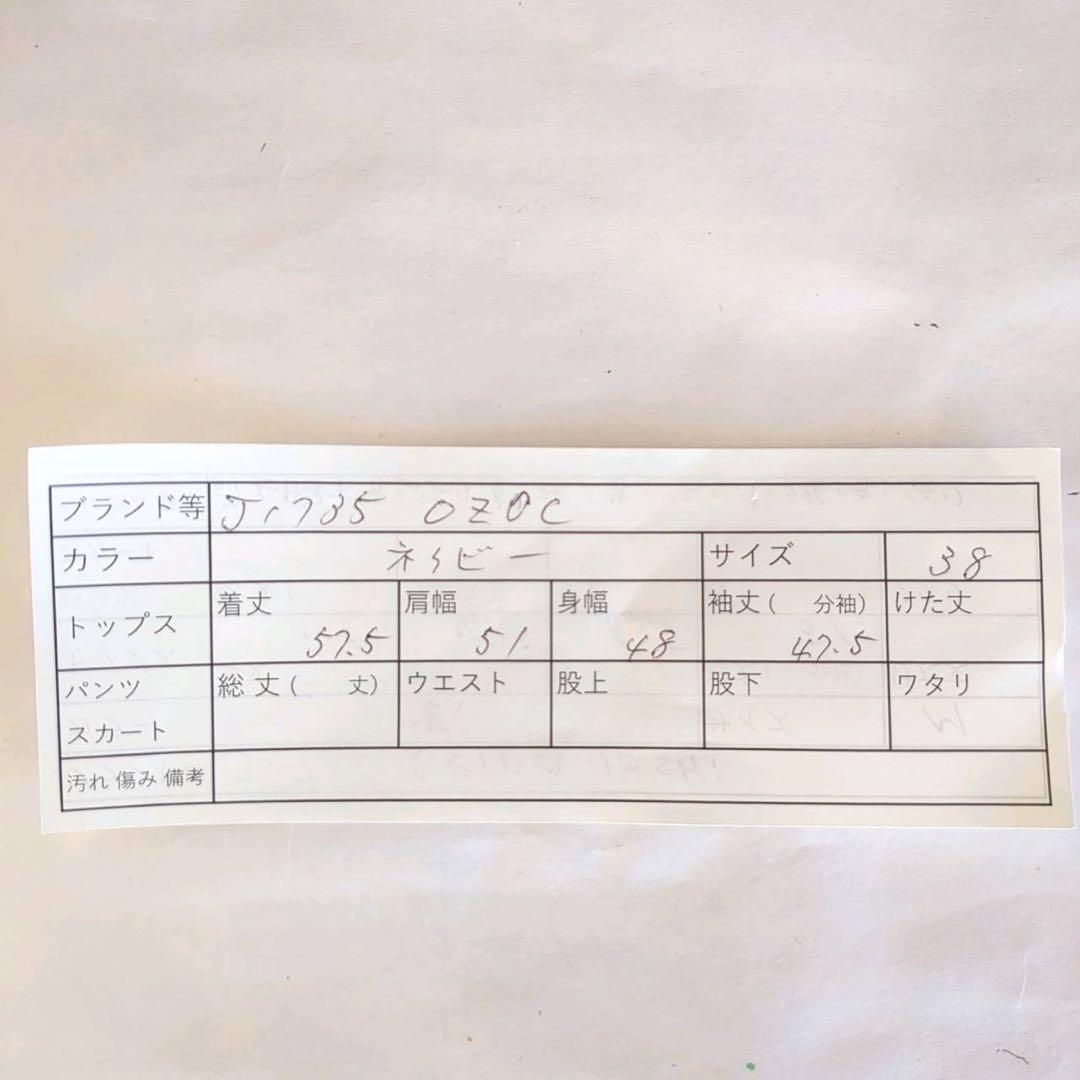 ブランド等 J1735 OZOC
カラー ネイビー サイズ 38
トップス 着丈 57.5 肩幅 51 身幅 48 袖丈( 分袖) 47.5 けた丈
パンツ スカート 総丈( 丈) ウエスト 股上 股下 ワタリ
汚れ 傷み 備考